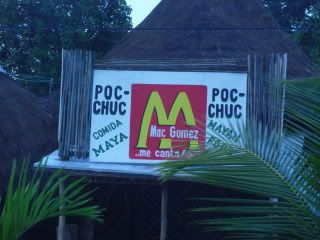 POC-
CHUC
COMIDA
MAYA
M
Mac Gomez
...me canta
POC-
CHUC
MAYA